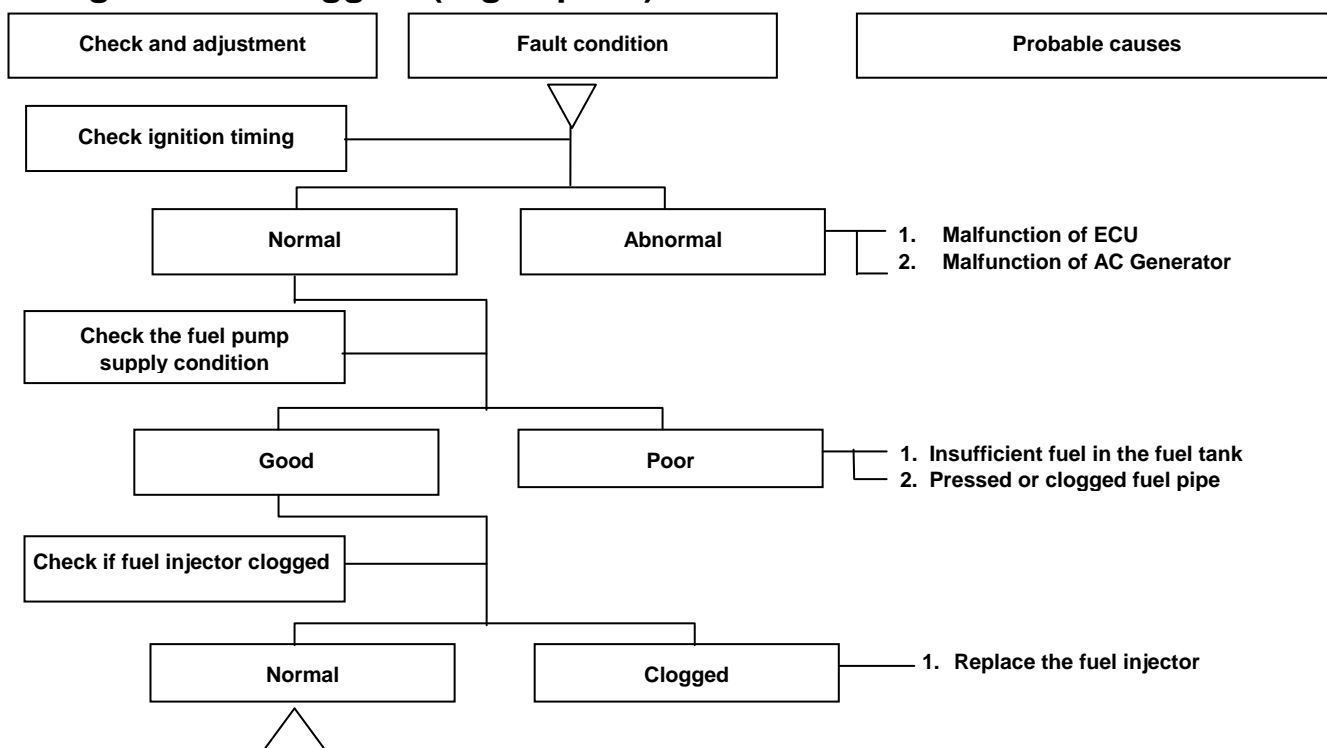 Check and adjustment
Fault condition
Probable causes
Check ignition timing
Normal
Abnormal
1. Malfunction of ECU
2. Malfunction of AC Generator
Check the fuel pump
supply condition
Good
Poor
1. Insufficient fuel in the fuel tank
2. Pressed or clogged fuel pipe
Check if fuel injector clogged
Normal
Clogged
1. Replace the fuel injector